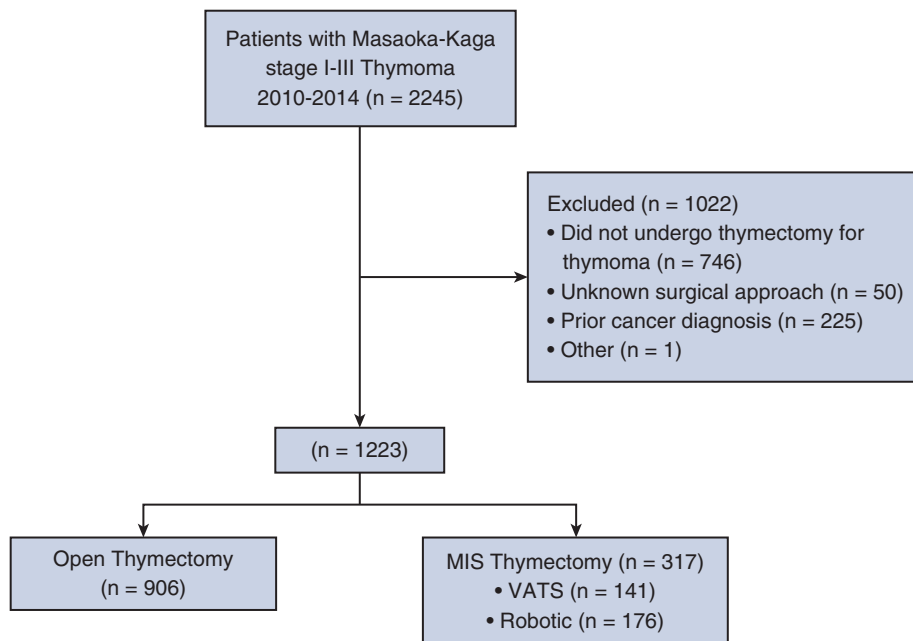 Patients with Masaoka-Kaga
stage I-III Thymoma
2010-2014 (n = 2245)
Excluded (n = 1022)
• Did not undergo thymectomy for
thymoma (n = 746)
• Unknown surgical approach (n = 50)
• Prior cancer diagnosis (n = 225)
• Other (n = 1)
(n = 1223)
Open Thymectomy
(n = 906)
MIS Thymectomy (n = 317)
• VATS (n = 141)
• Robotic (n = 176)